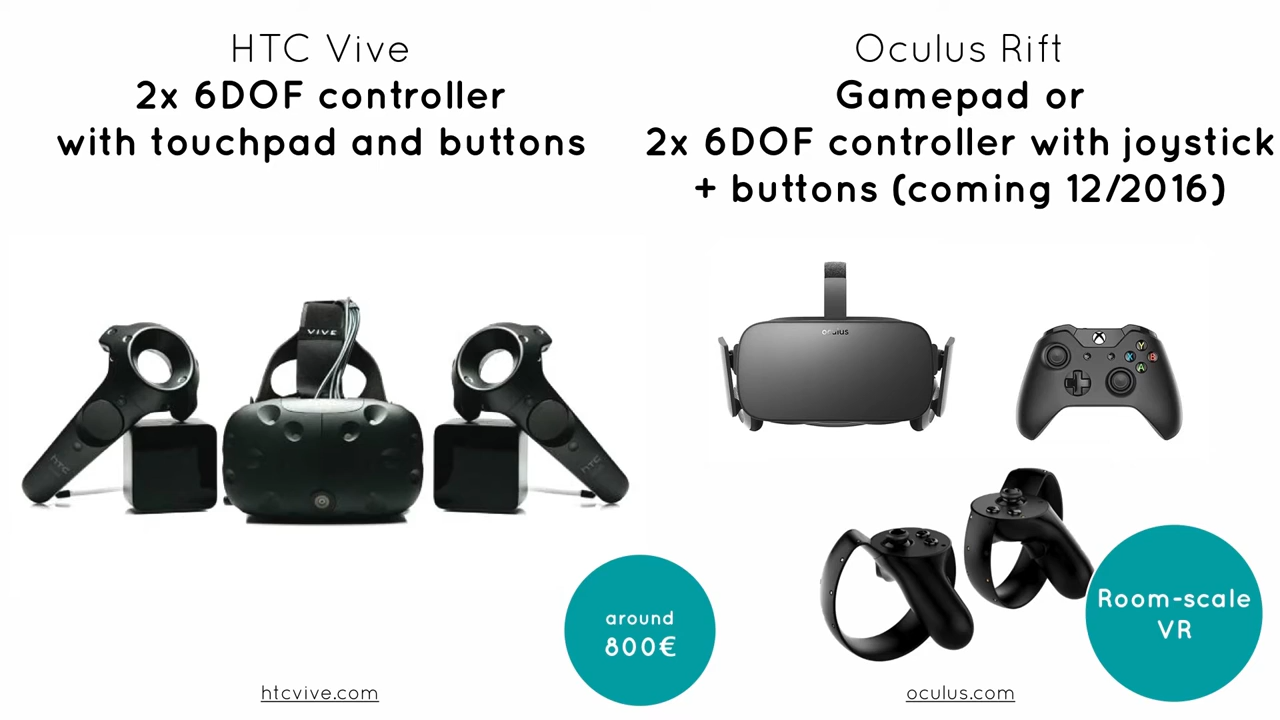 HTC Vive
2x 6DOF controller
with touchpad and buttons
Oculus Rift
Gamepad or
2x 6DOF controller with joystick
+ buttons (coming 12/2016)
VIVE
hTC
hTC
oculus
Y
X
B
A
around
800€
Room-scale
VR
htcvive.com
oculus.com